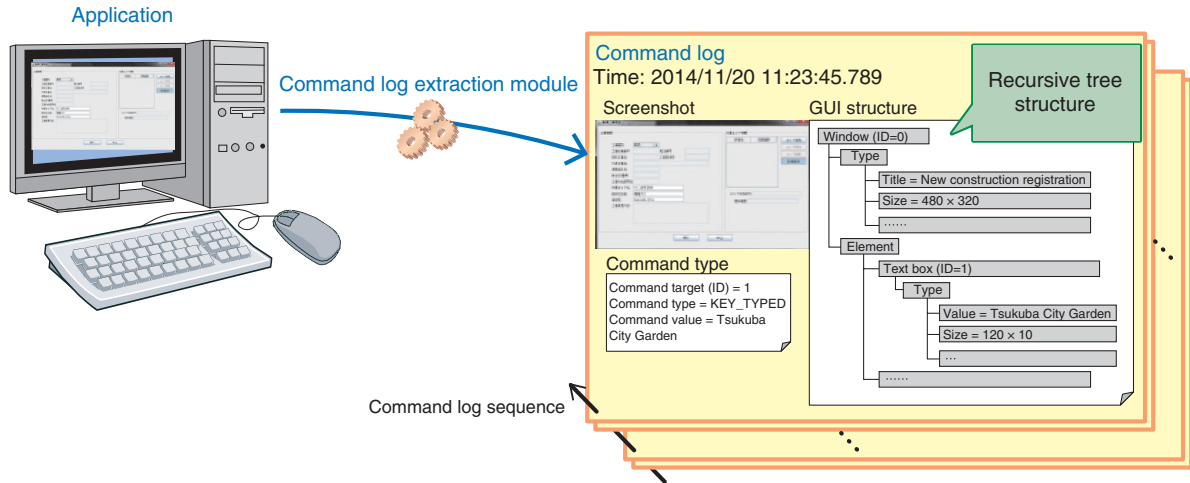 Application
Command log extraction module
Command log
Time: 2014/11/20 11:23:45.789
Screenshot
GUI structure
Recursive tree
structure
Window (ID=0)
Type
Title = New construction registration
Size = 480 × 320
......
Element
Text box (ID=1)
Type
Value = Tsukuba City Garden
Size = 120 × 10
...
......
Command type
Command target (ID) = 1
Command type = KEY_TYPED
Command value = Tsukuba
City Garden
Command log sequence